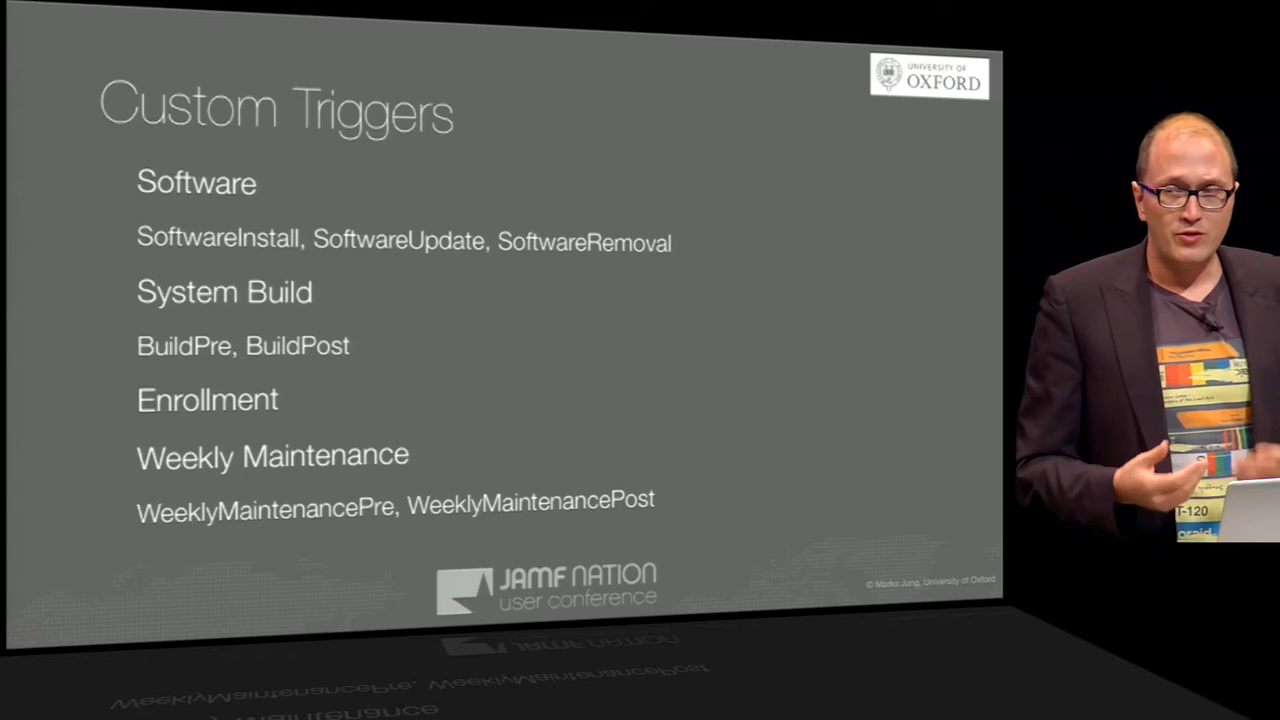 Custom Triggers
UNIVERSITY OF
OXFORD
Software
SoftwareInstall, SoftwareUpdate, SoftwareRemoval
System Build
BuildPre, BuildPost
Enrollment
Weekly Maintenance
WeeklyMaintenancePre, WeeklyMaintenancePost
JAMF NATION
user conference
© Marko Jung, University of Oxford
T-120